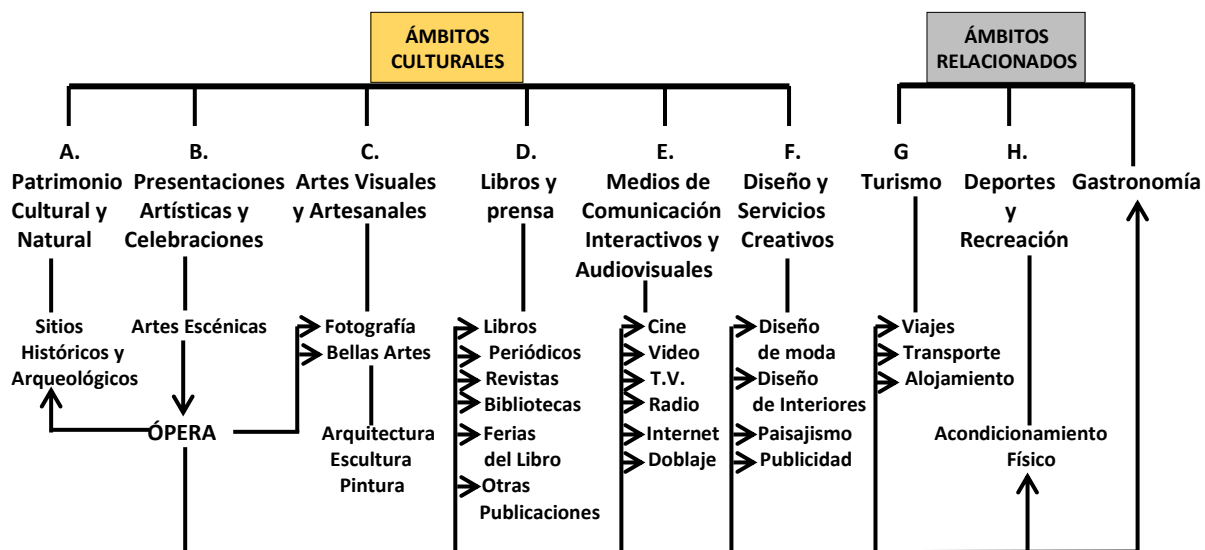 ÁMBITOS
CULTURALES
ÁMBITOS
RELACIONADOS
A.
Patrimonio
Cultural y
Natural
B.
Presentaciones
Artísticas y
Celebraciones
C.
Artes Visuales
y Artesanales
D.
Libros y
prensa
E.
Medios de
Comunicación
Interactivos y
Audiovisuales
F.
Diseño y
Servicios
Creativos
G
Turismo
H.
Deportes
y
Recreación
Gastronomía
Sitios
Históricos y
Arqueológicos
Artes Escénicas
ÓPERA
Fotografía
Bellas Artes
Arquitectura
Escultura
Pintura
Libros
Periódicos
Revistas
Bibliotecas
Ferias
del Libro
Otras
Publicaciones
Cine
Video
T.V.
Radio
Internet
Doblaje
Diseño
de moda
Diseño
de Interiores
Paisajismo
Publicidad
Viajes
Transporte
Alojamiento
Acondicionamiento
Físico